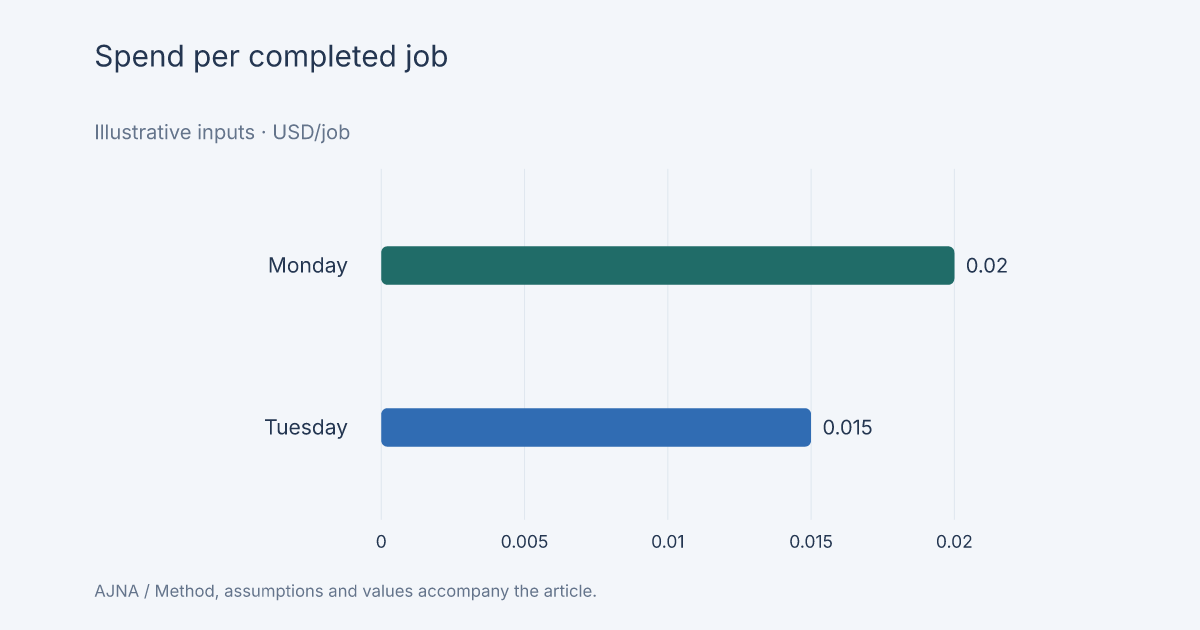 Spend per completed job
Illustrative inputs · USD/job
Monday 0.02
Tuesday 0.015
0 0.005 0.01 0.015 0.02
AJNA / Method, assumptions and values accompany the article.